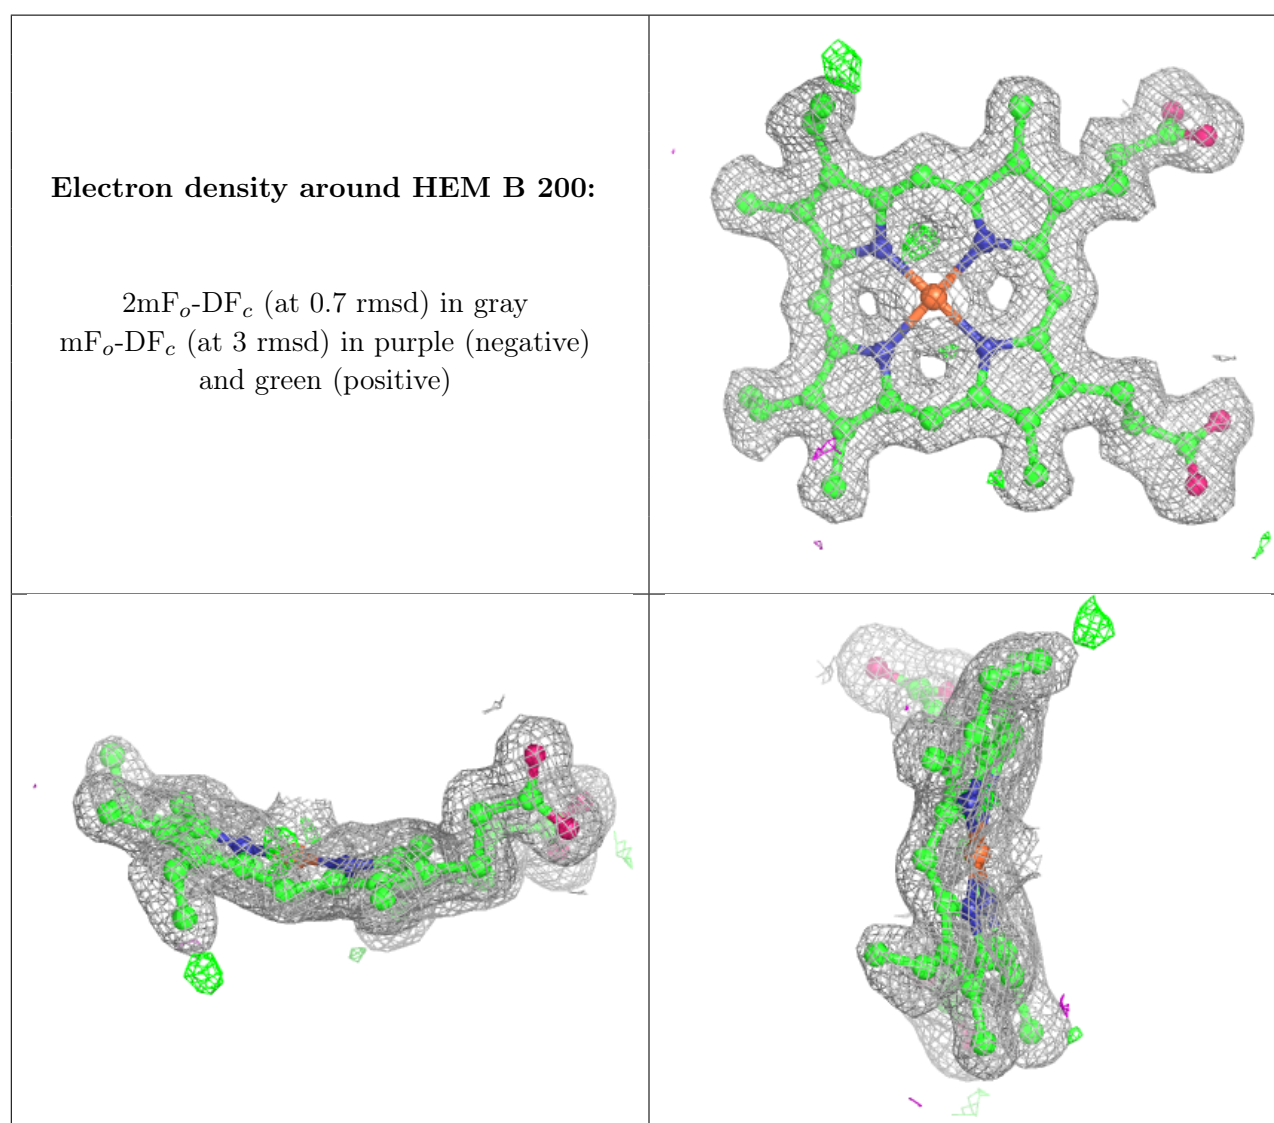 Electron density around HEM B 200:
2mFₒ-DF𝒸 (at 0.7 rmsd) in gray
mFₒ-DF𝒸 (at 3 rmsd) in purple (negative)
and green (positive)